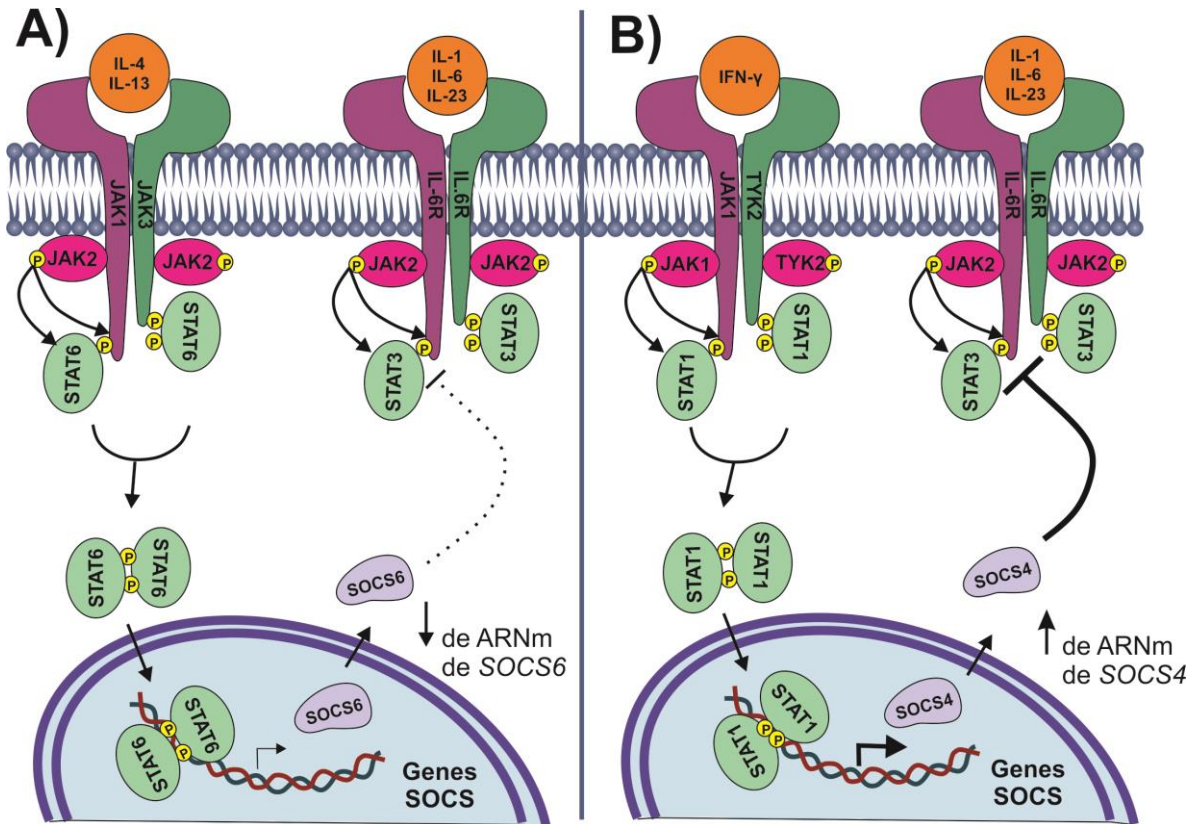 A)
IL-4
IL-13
IL-1
IL-6
IL-23
JAK1
JAK3
IL-6R
IL.6R
P
JAK2
JAK2
P
P
JAK2
JAK2
P
P
P
P
STAT6
STAT6
P
P
P
STAT3
STAT3
STAT6
P
P
STAT6
SOCS6
de ARNm
de SOCS6
STAT6
P
P
STAT6
SOCS6
Genes
SOCS
B)
IFN-γ
IL-1
IL-6
IL-23
JAK1
TYK2
IL-6R
IL.6R
P
JAK1
TYK2
P
P
JAK2
JAK2
P
P
P
P
STAT1
STAT1
P
P
P
STAT3
STAT3
STAT1
P
P
STAT1
SOCS4
de ARNm
de SOCS4
STAT1
P
P
STAT1
SOCS4
Genes
SOCS